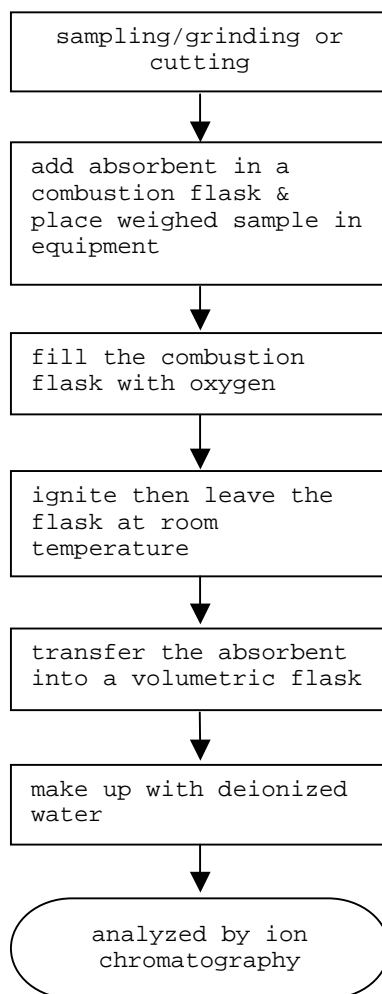 sampling/grinding or
cutting
add absorbent in a
combustion flask &
place weighed sample in
equipment
fill the combustion
flask with oxygen
ignite then leave the
flask at room
temperature
transfer the absorbent
into a volumetric flask
make up with deionized
water
analyzed by ion
chromatography